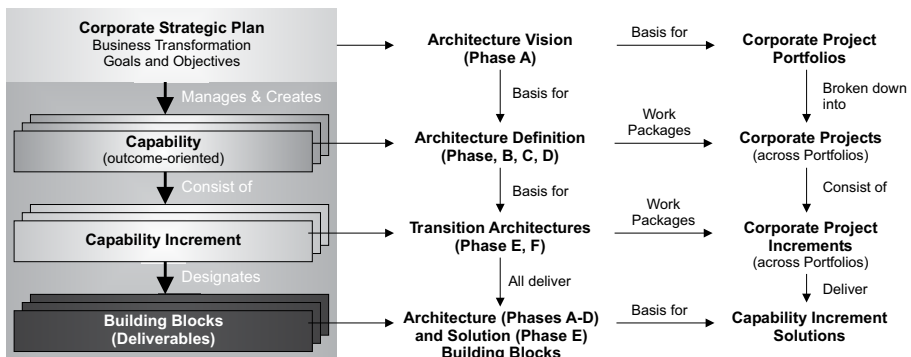 Corporate Strategic Plan
Business Transformation
Goals and Objectives
Architecture Vision
(Phase A)
Basis for
Corporate Project
Portfolios
Manages & Creates
Basis for
Broken down
into
Capability
(outcome-oriented)
Architecture Definition
(Phase, B, C, D)
Work
Packages
Corporate Projects
(across Portfolios)
Consist of
Basis for
Consist of
Capability Increment
Transition Architectures
(Phase E, F)
Work
Packages
Corporate Project
Increments
(across Portfolios)
Designates
All deliver
Deliver
Building Blocks
(Deliverables)
Architecture (Phases A-D)
and Solution (Phase E)
Building Blocks
Basis for
Capability Increment
Solutions